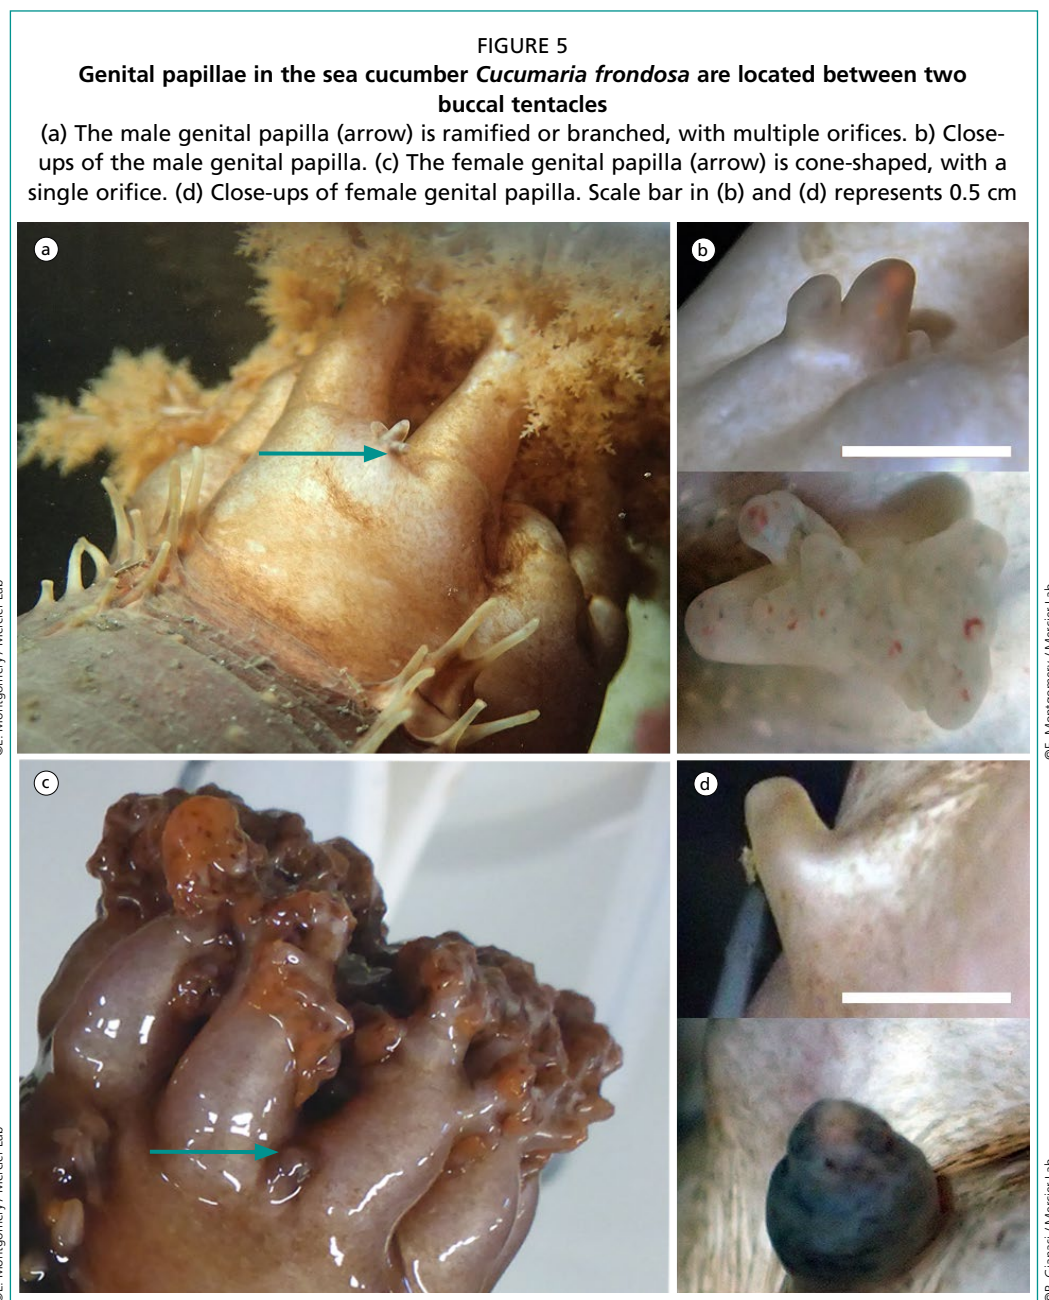 FIGURE 5
Genital papillae in the sea cucumber Cucumaria frondosa are located between two
buccal tentacles
(a) The male genital papilla (arrow) is ramified or branched, with multiple orifices. b) Close-
ups of the male genital papilla. (c) The female genital papilla (arrow) is cone-shaped, with a
single orifice. (d) Close-ups of female genital papilla. Scale bar in (b) and (d) represents 0.5 cm
a
b
c
d